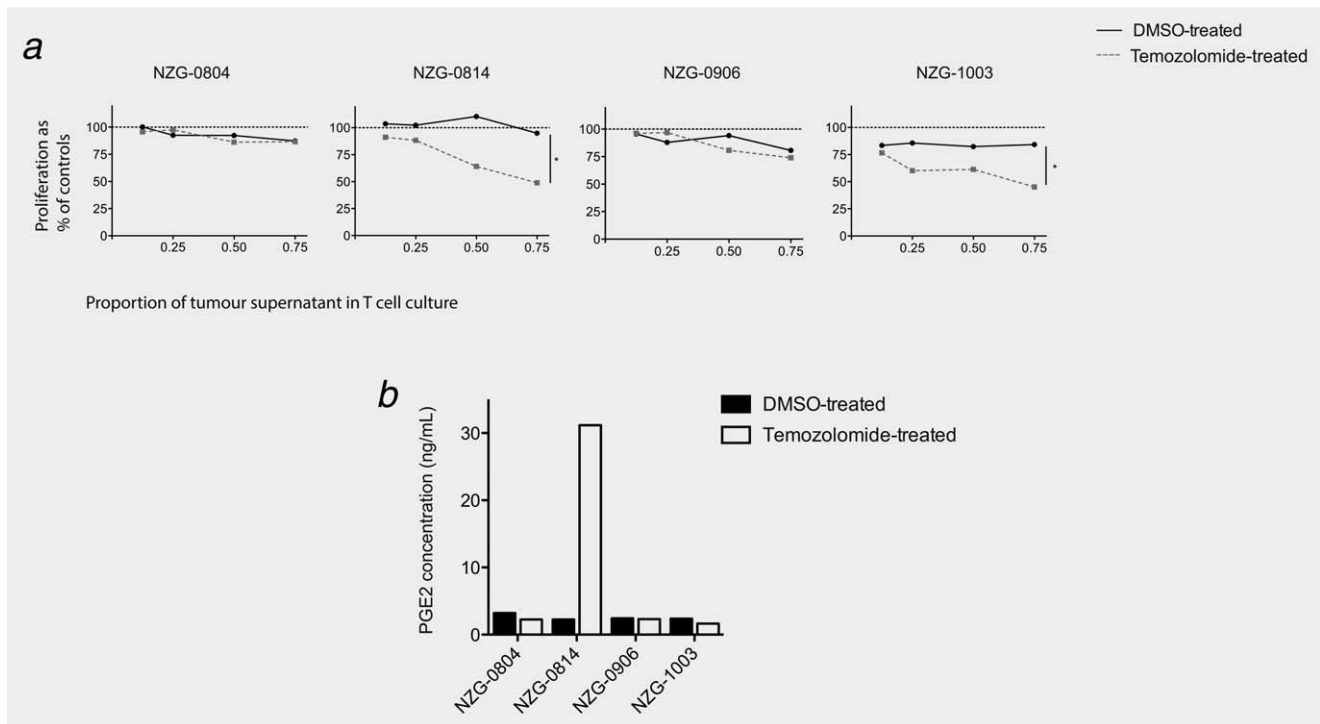 a
DMSO-treated
Temozolomide-treated
NZG-0804
NZG-0814
NZG-0906
NZG-1003
Proliferation as
% of controls
100
75
50
25
0
0.25
0.50
0.75
100
75
50
25
0
0.25
0.50
0.75
*
100
75
50
25
0
0.25
0.50
0.75
100
75
50
25
0
0.25
0.50
0.75
*
Proportion of tumour supernatant in T cell culture
b
DMSO-treated
Temozolomide-treated
PGE2 concentration (ng/mL)
30
20
10
0
NZG-0804
NZG-0814
NZG-0906
NZG-1003